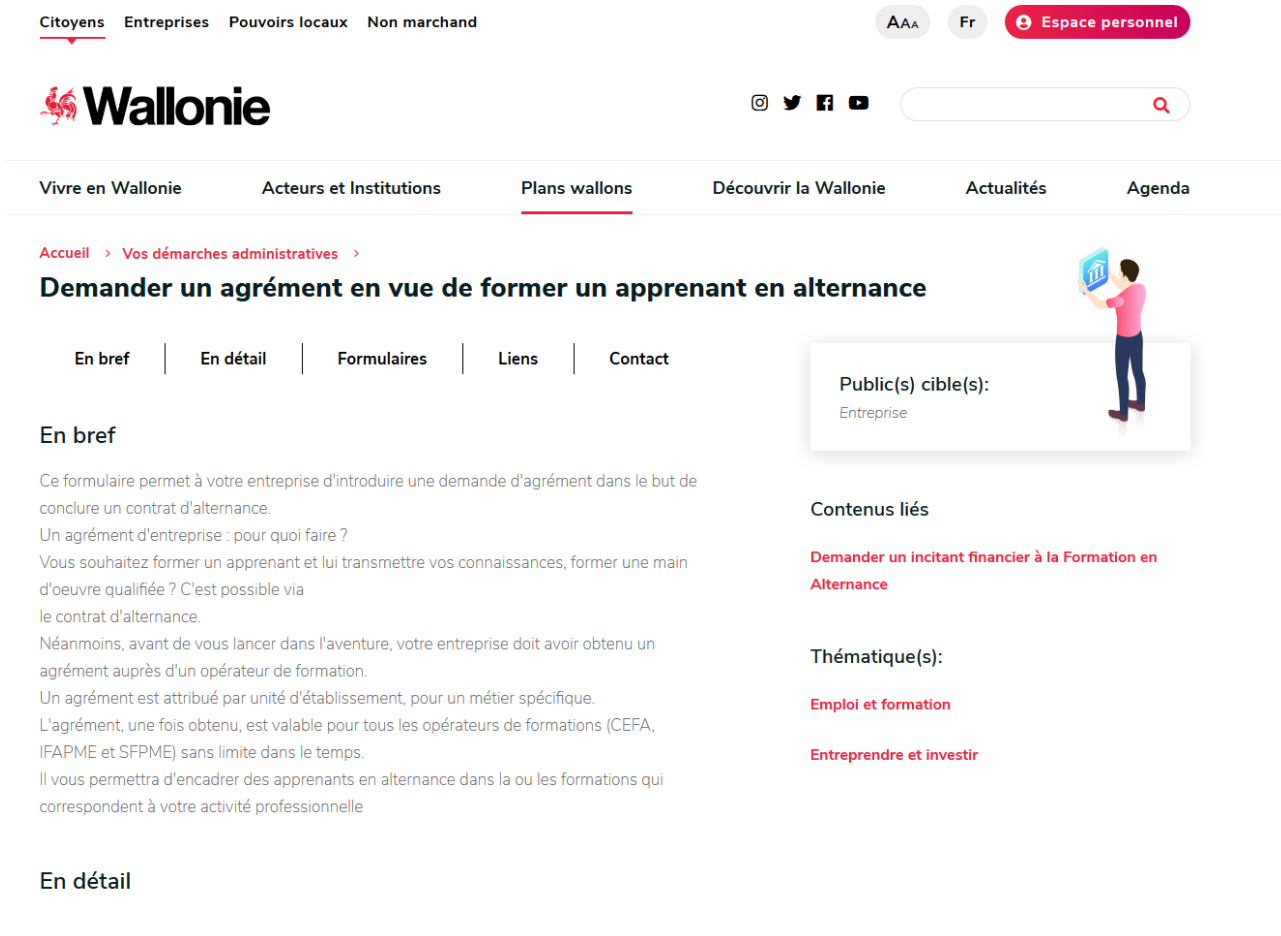 Citoyens Entreprises Pouvoirs locaux Non marchand AAA Fr Espace personnel
Wallonie
Vivre en Wallonie Acteurs et Institutions Plans wallons Découvrir la Wallonie Actualités Agenda
Accueil > Vos démarches administratives >
Demander un agrément en vue de former un apprenant en alternance
En bref En détail Formulaires Liens Contact
En bref
Ce formulaire permet à votre entreprise d'introduire une demande d'agrément dans le but de
conclure un contrat d'alternance.
Un agrément d'entreprise : pour quoi faire ?
Vous souhaitez former un apprenant et lui transmettre vos connaissances, former une main
d'oeuvre qualifiée ? C'est possible via
le contrat d'alternance.
Néanmoins, avant de vous lancer dans l'aventure, votre entreprise doit avoir obtenu un
agrément auprès d'un opérateur de formation.
Un agrément est attribué par unité d'établissement, pour un métier spécifique.
L'agrément, une fois obtenu, est valable pour tous les opérateurs de formations (CEFA,
IFAPME et SFPME) sans limite dans le temps.
Il vous permettra d'encadrer des apprenants en alternance dans la ou les formations qui
correspondent à votre activité professionnelle
En détail
Public(s) cible(s):
Entreprise
Contenus liés
Demander un incitant financier à la Formation en
Alternance
Thématique(s):
Emploi et formation
Entreprendre et investir